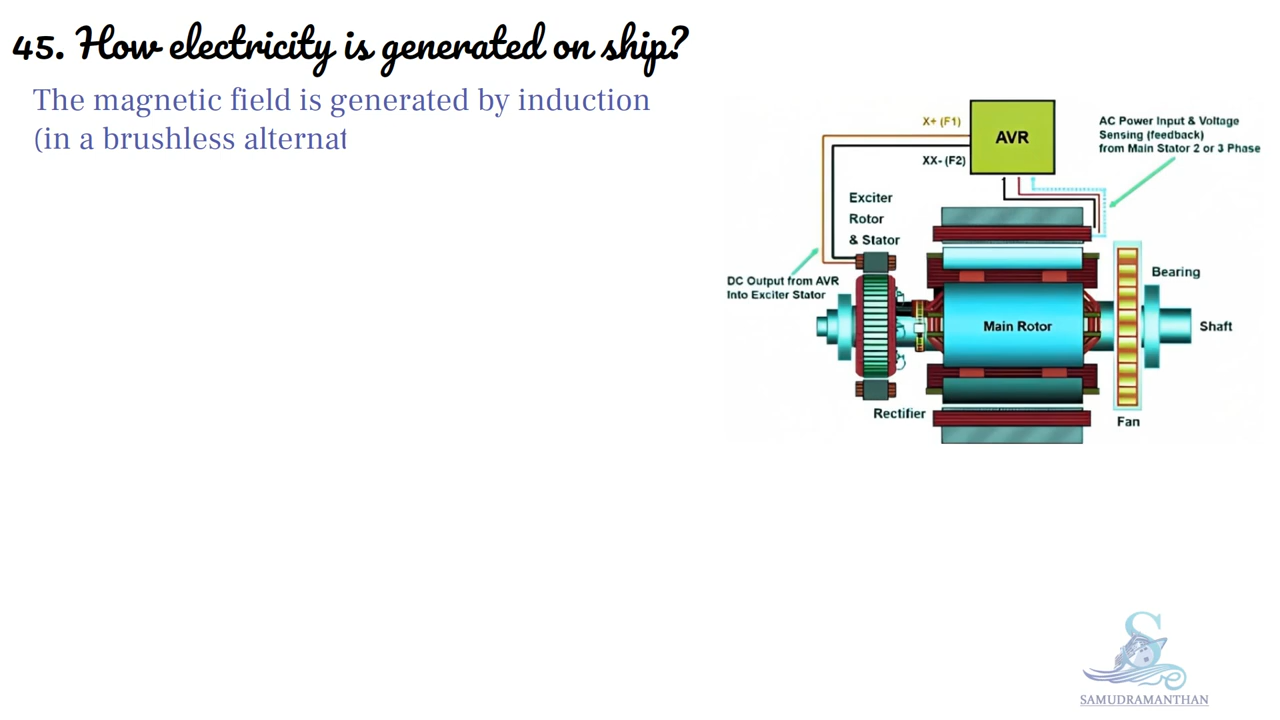 45. How electricity is generated on ship?
The magnetic field is generated by induction
(in a brushless alternat
X+ (F1)
AVR
XX- (F2)
AC Power Input & Voltage
Sensing (feedback)
from Main Stator 2 or 3 Phase
Exciter
Rotor
& Stator
DC Output from AVR
Into Exciter Stator
Bearing
Main Rotor
Shaft
Rectifier
Fan
SAMUDRAMANTHAN